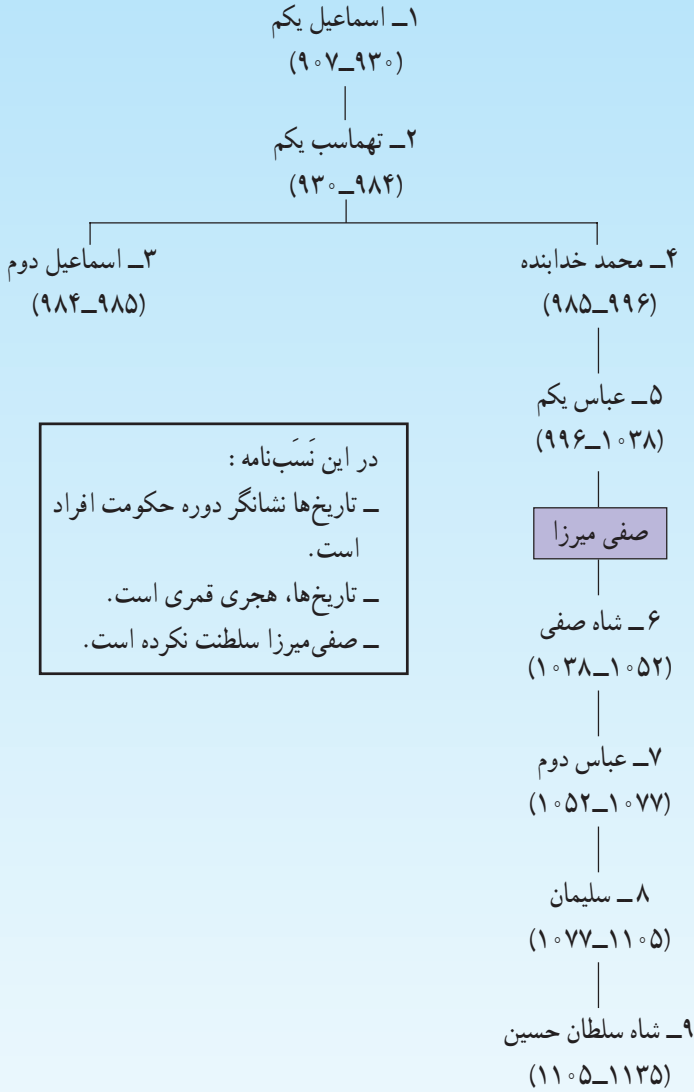 ۱ــ اسماعیل یکم
(۹۰۷ــ۹۳۰)
۲ــ تهماسب یکم
(۹۳۰ــ۹۸۴)
۴ــ محمد خدابنده
(۹۸۵ــ۹۹۶)
۳ــ اسماعیل دوم
(۹۸۴ــ۹۸۵)
۵ــ عباس یکم
(۹۹۶ــ۱۰۳۸)
صفی میرزا
۶ــ شاه صفی
(۱۰۳۸ــ۱۰۵۲)
۷ــ عباس دوم
(۱۰۵۲ــ۱۰۷۷)
۸ــ سلیمان
(۱۰۷۷ــ۱۱۰۵)
۹ــ شاه سلطان حسین
(۱۱۰۵ــ۱۱۳۵)
در این نَسَب‌نامه :
ــ تاریخ‌ها نشانگر دوره حکومت افراد
است.
ــ تاریخ‌ها، هجری قمری است.
ــ صفی‌میرزا سلطنت نکرده است.